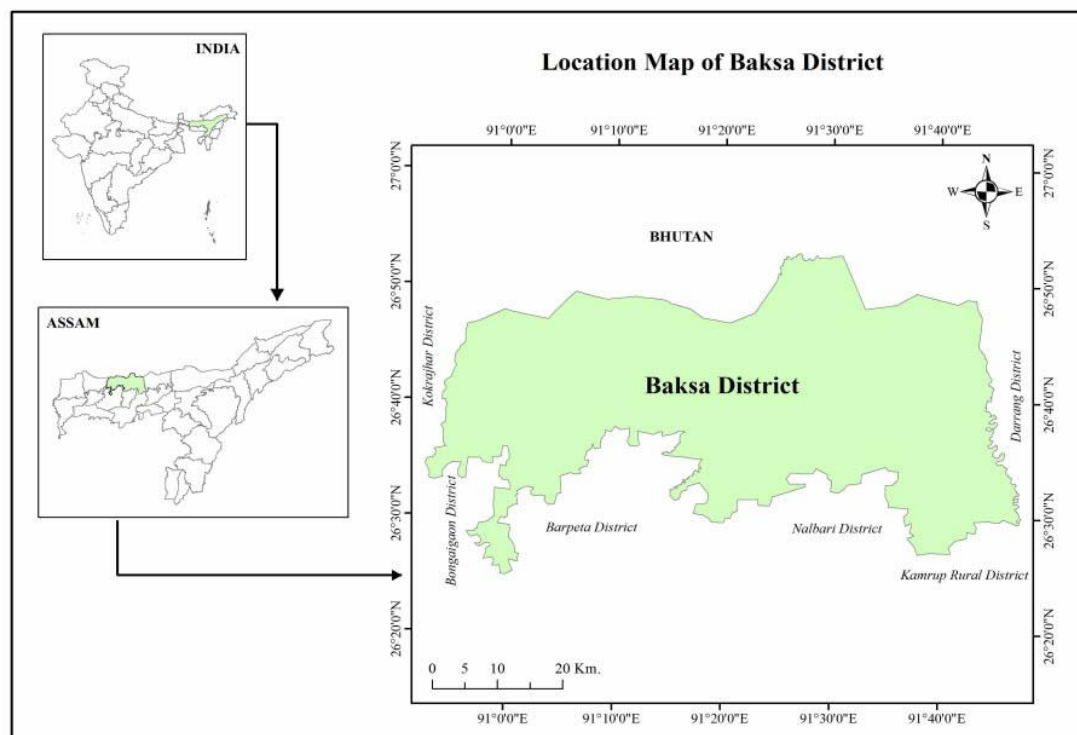 Location Map of Baksa District
INDIA
ASSAM
91°0'0"E 91°10'0"E 91°20'0"E 91°30'0"E 91°40'0"E
27°0'0"N
26°50'0"N
26°40'0"N
26°30'0"N
26°20'0"N
N
W E
S
BHUTAN
Kokrajhar District
Baksa District
Darrang District
Bongaigaon District
Barpeta District
Nalbari District
Kamrup Rural District
27°0'0"N
26°50'0"N
26°40'0"N
26°30'0"N
26°20'0"N
0 5 10 20 Km.
91°0'0"E 91°10'0"E 91°20'0"E 91°30'0"E 91°40'0"E